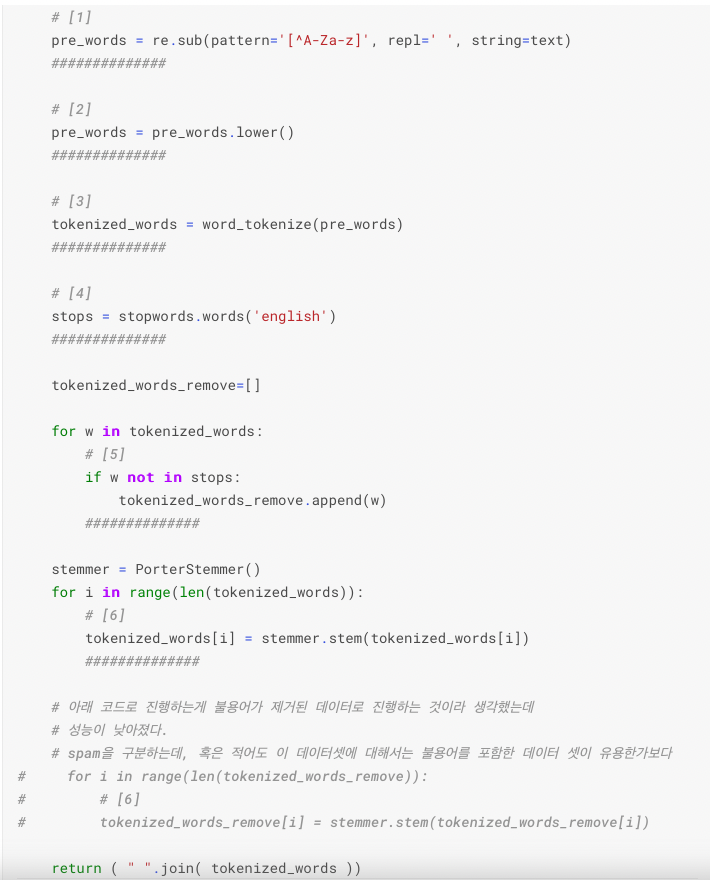 # [1]
pre_words = re.sub(pattern='[^A-Za-z]', repl=' ', string=text)
##############
# [2]
pre_words = pre_words.lower()
##############
# [3]
tokenized_words = word_tokenize(pre_words)
##############
# [4]
stops = stopwords.words('english')
##############
tokenized_words_remove=[]
for w in tokenized_words:
# [5]
if w not in stops:
tokenized_words_remove.append(w)
##############
stemmer = PorterStemmer()
for i in range(len(tokenized_words)):
# [6]
tokenized_words[i] = stemmer.stem(tokenized_words[i])
##############
# 아래 코드로 진행하는게 불용어가 제거된 데이터로 진행하는 것이라 생각했는데
# 성능이 낮아졌다.
# spam을 구분하는데, 혹은 적어도 이 데이터셋에 대해서는 불용어를 포함한 데이터 셋이 유용한가보다
# for i in range(len(tokenized_words_remove)):
# # [6]
# tokenized_words_remove[i] = stemmer.stem(tokenized_words_remove[i])
return ( " ".join( tokenized_words ))